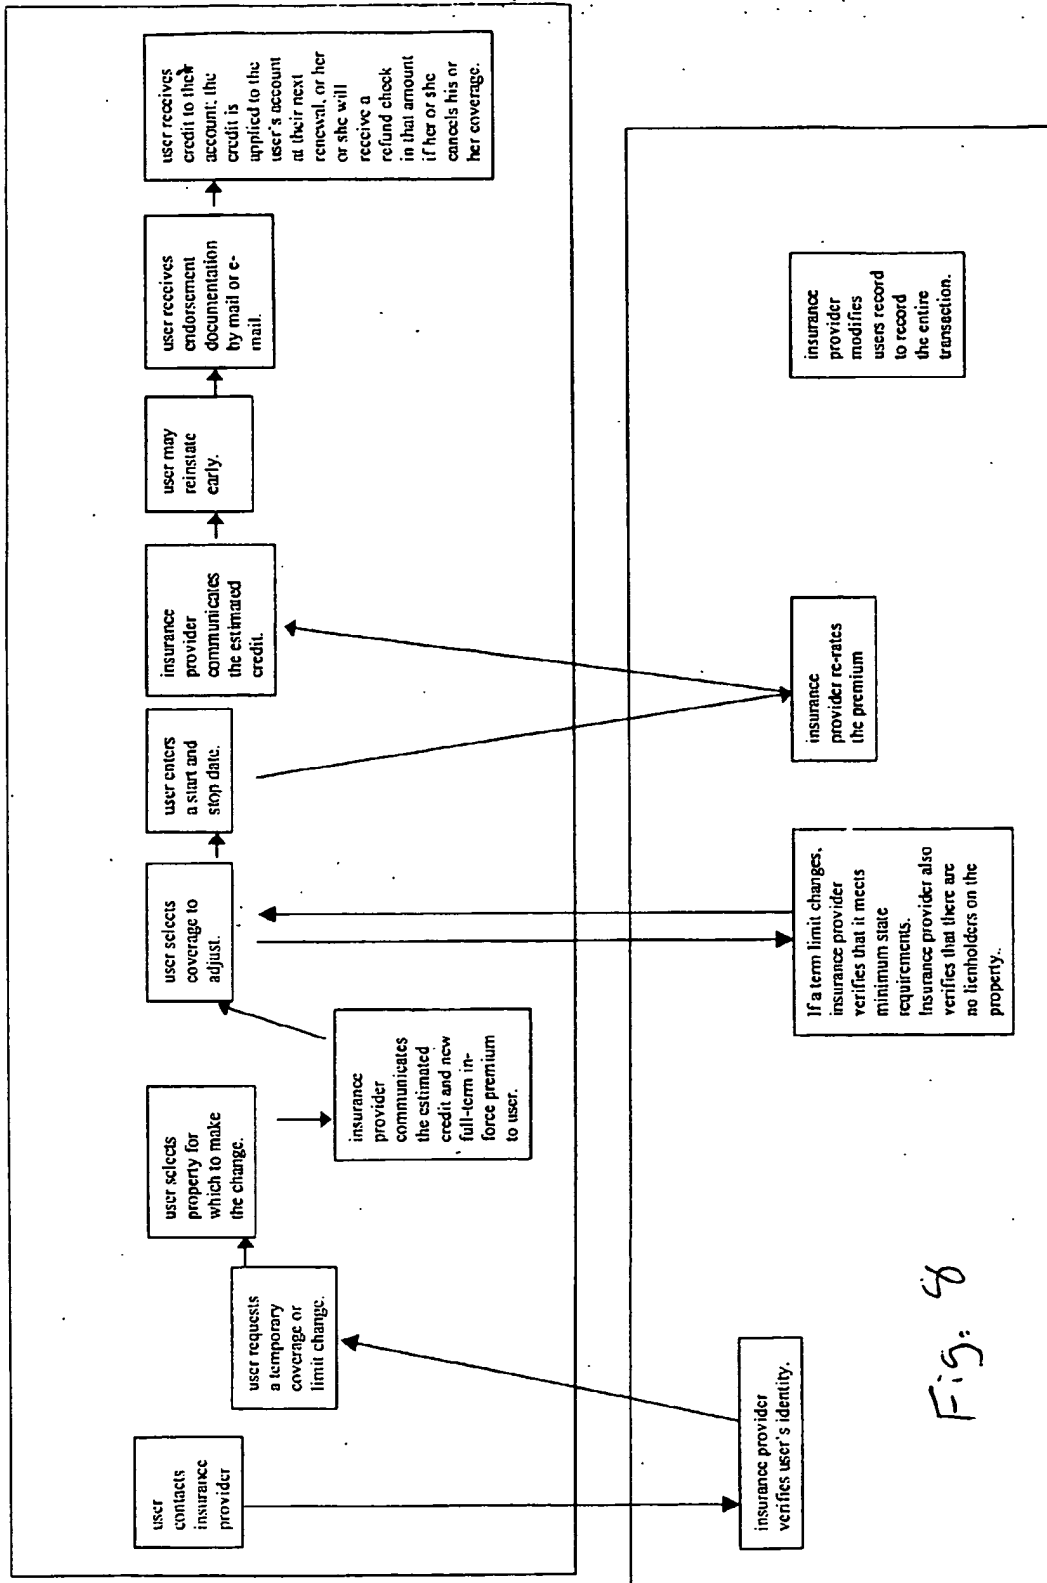 user
contacts
insurance
provider
insurance provider
verifies user's identity.
user requests
a temporary
coverage or
limit change.
user selects
property for
which to make
the change.
insurance
provider
communicates
the estimated
credit and new
full-term in-
force premium
to user.
user selects
coverage to
adjust.
If a term limit changes,
insurance provider
verifies that it meets
minimum state
requirements.
Insurance provider also
verifies that there are
no lienholders on the
property..
user enters
a start and
stop date.
insurance
provider re-rates
the premium
insurance
provider
communicates
the estimated
credit.
user may
reinstate
early.
user receives
endorsement
documentation
by mail or e-
mail.
user receives
credit to their
account; the
credit is
applied to the
user's account
at their next
renewal, or her
or she will
receive a
refund check
in that amount
if her or she
cancels his or
her coverage.
insurance
provider
modifies
users record
to record
the entire
transaction.
Fig. 8